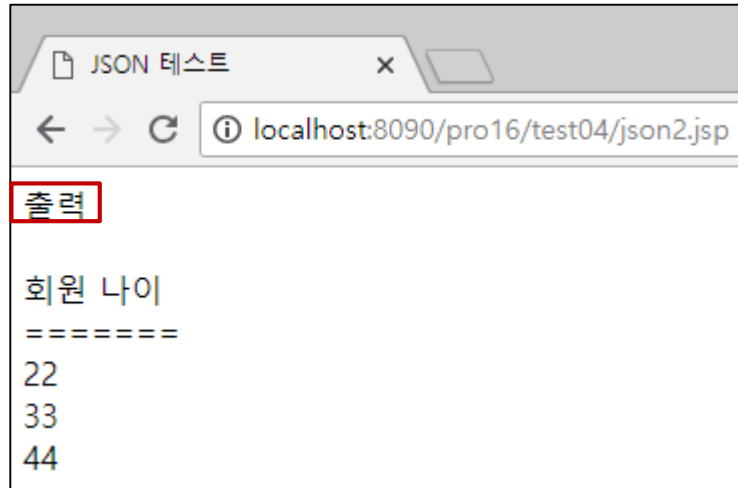 JSON 테스트
localhost:8090/pro16/test04/json2.jsp
출력
회원 나이
=======
22
33
44